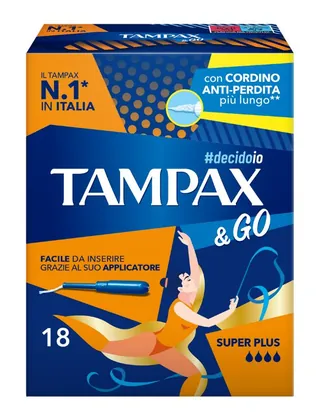 N.1*
IL TAMPAX
N.1*
IN ITALIA
con CORDINO
ANTI-PERDITA
più lungo**
#decidoio
TAMPAX
& GO
FACILE DA INSERIRE
GRAZIE AL SUO APPLICATORE
18
SUPER PLUS